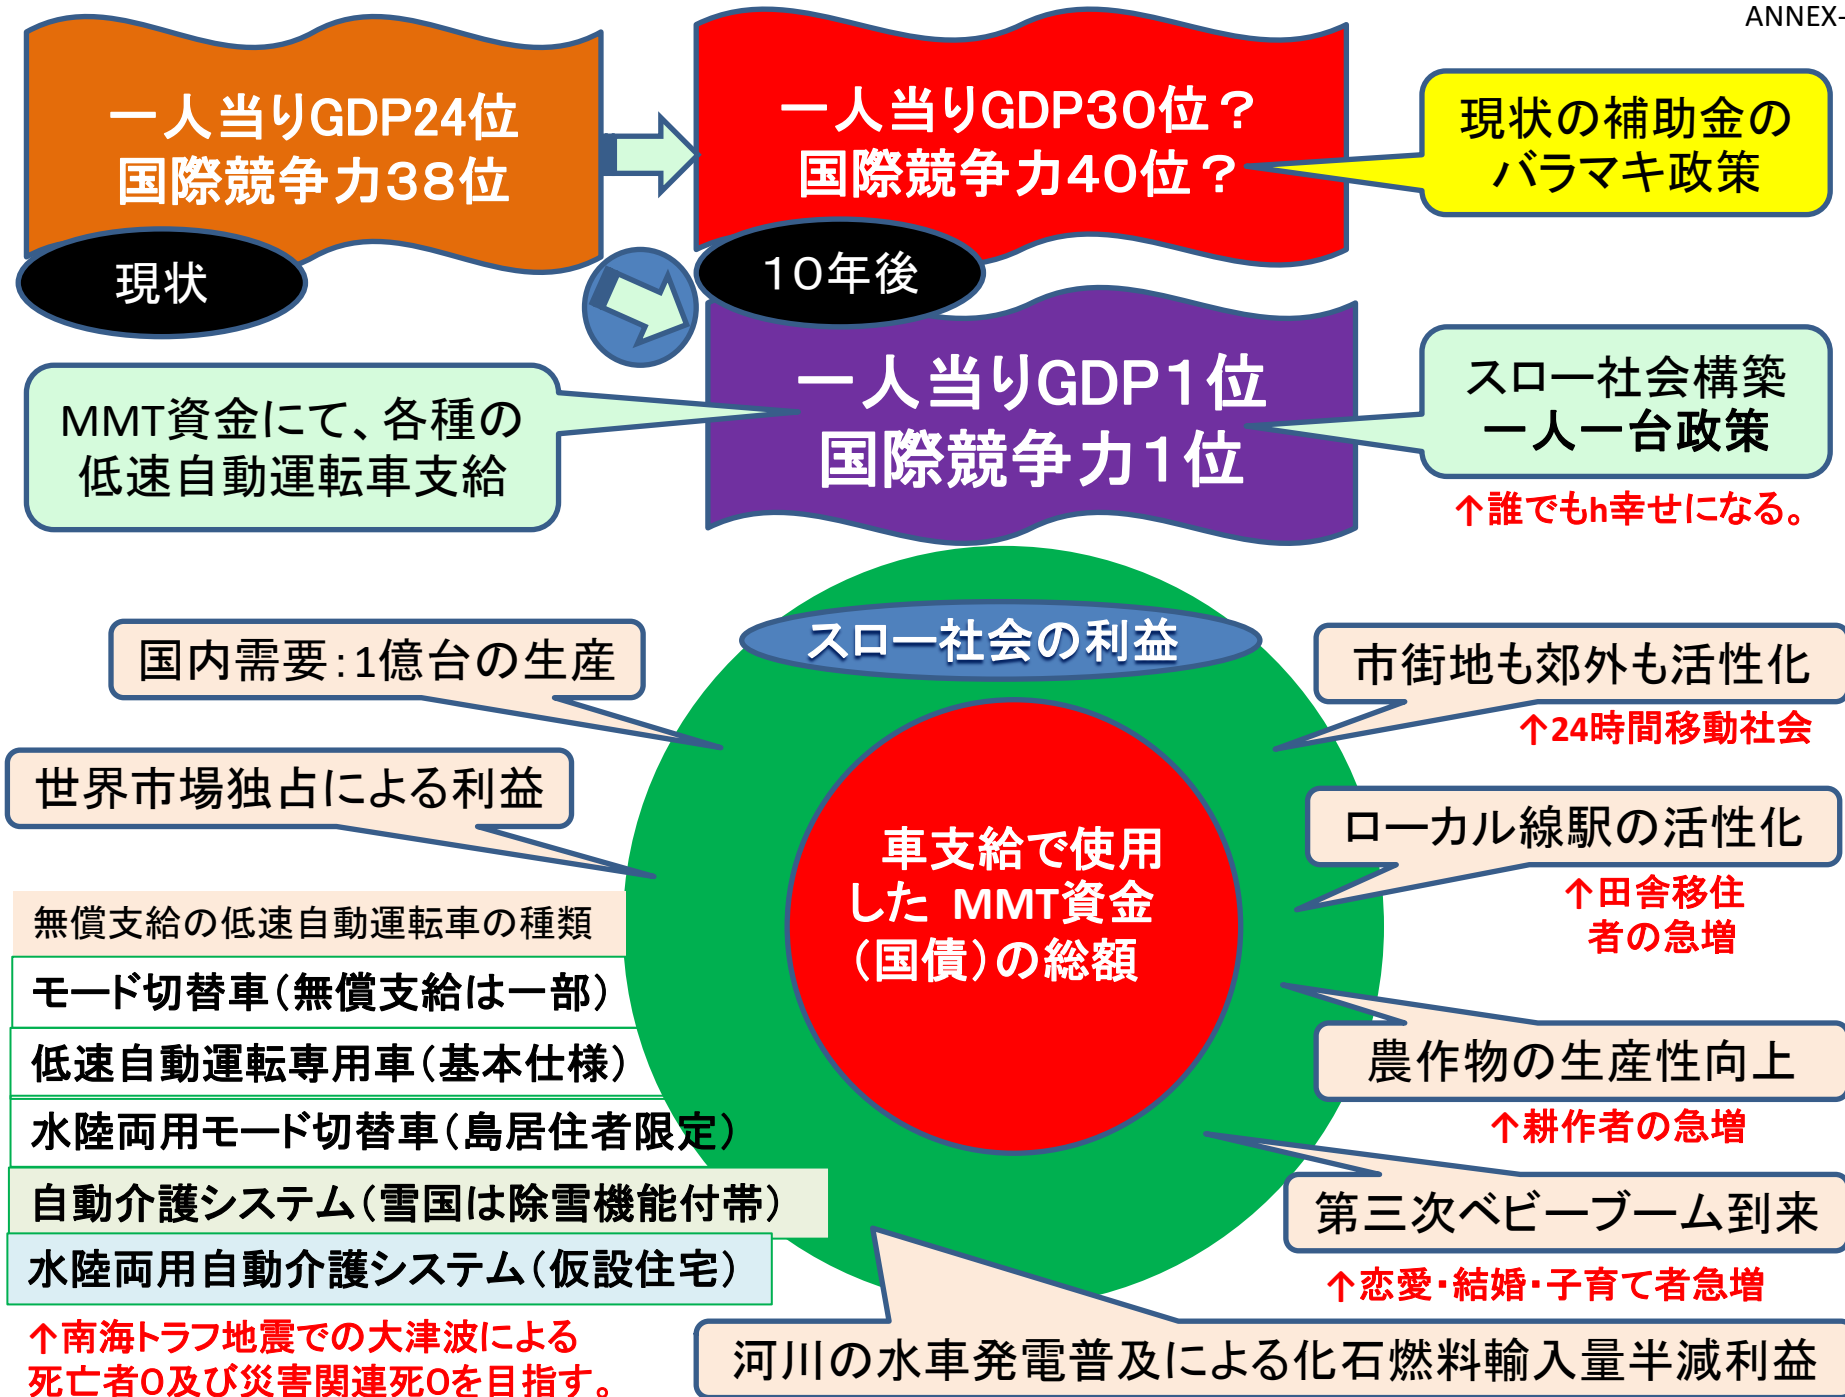 ANNEX-
一人当りGDP24位
国際競争力38位
現状
一人当りGDP30位？
国際競争力40位？
10年後
現状の補助金の
バラマキ政策
MMT資金にて、各種の
低速自動運転車支給
一人当りGDP1位
国際競争力1位
スロー社会構築
一人一台政策
↑誰でもh幸せになる。
スロー社会の利益
国内需要:1億台の生産
世界市場独占による利益
車支給で使用
した MMT資金
(国債)の総額
市街地も郊外も活性化
↑24時間移動社会
ローカル線駅の活性化
↑田舎移住
者の急増
農作物の生産性向上
↑耕作者の急増
第三次ベビーブーム到来
↑恋愛・結婚・子育て者急増
河川の水車発電普及による化石燃料輸入量半減利益
無償支給の低速自動運転車の種類
モード切替車(無償支給は一部)
低速自動運転専用車(基本仕様)
水陸両用モード切替車(島居住者限定)
自動介護システム(雪国は除雪機能付帯)
水陸両用自動介護システム(仮設住宅)
↑南海トラフ地震での大津波による
死亡者0及び災害関連死0を目指す。